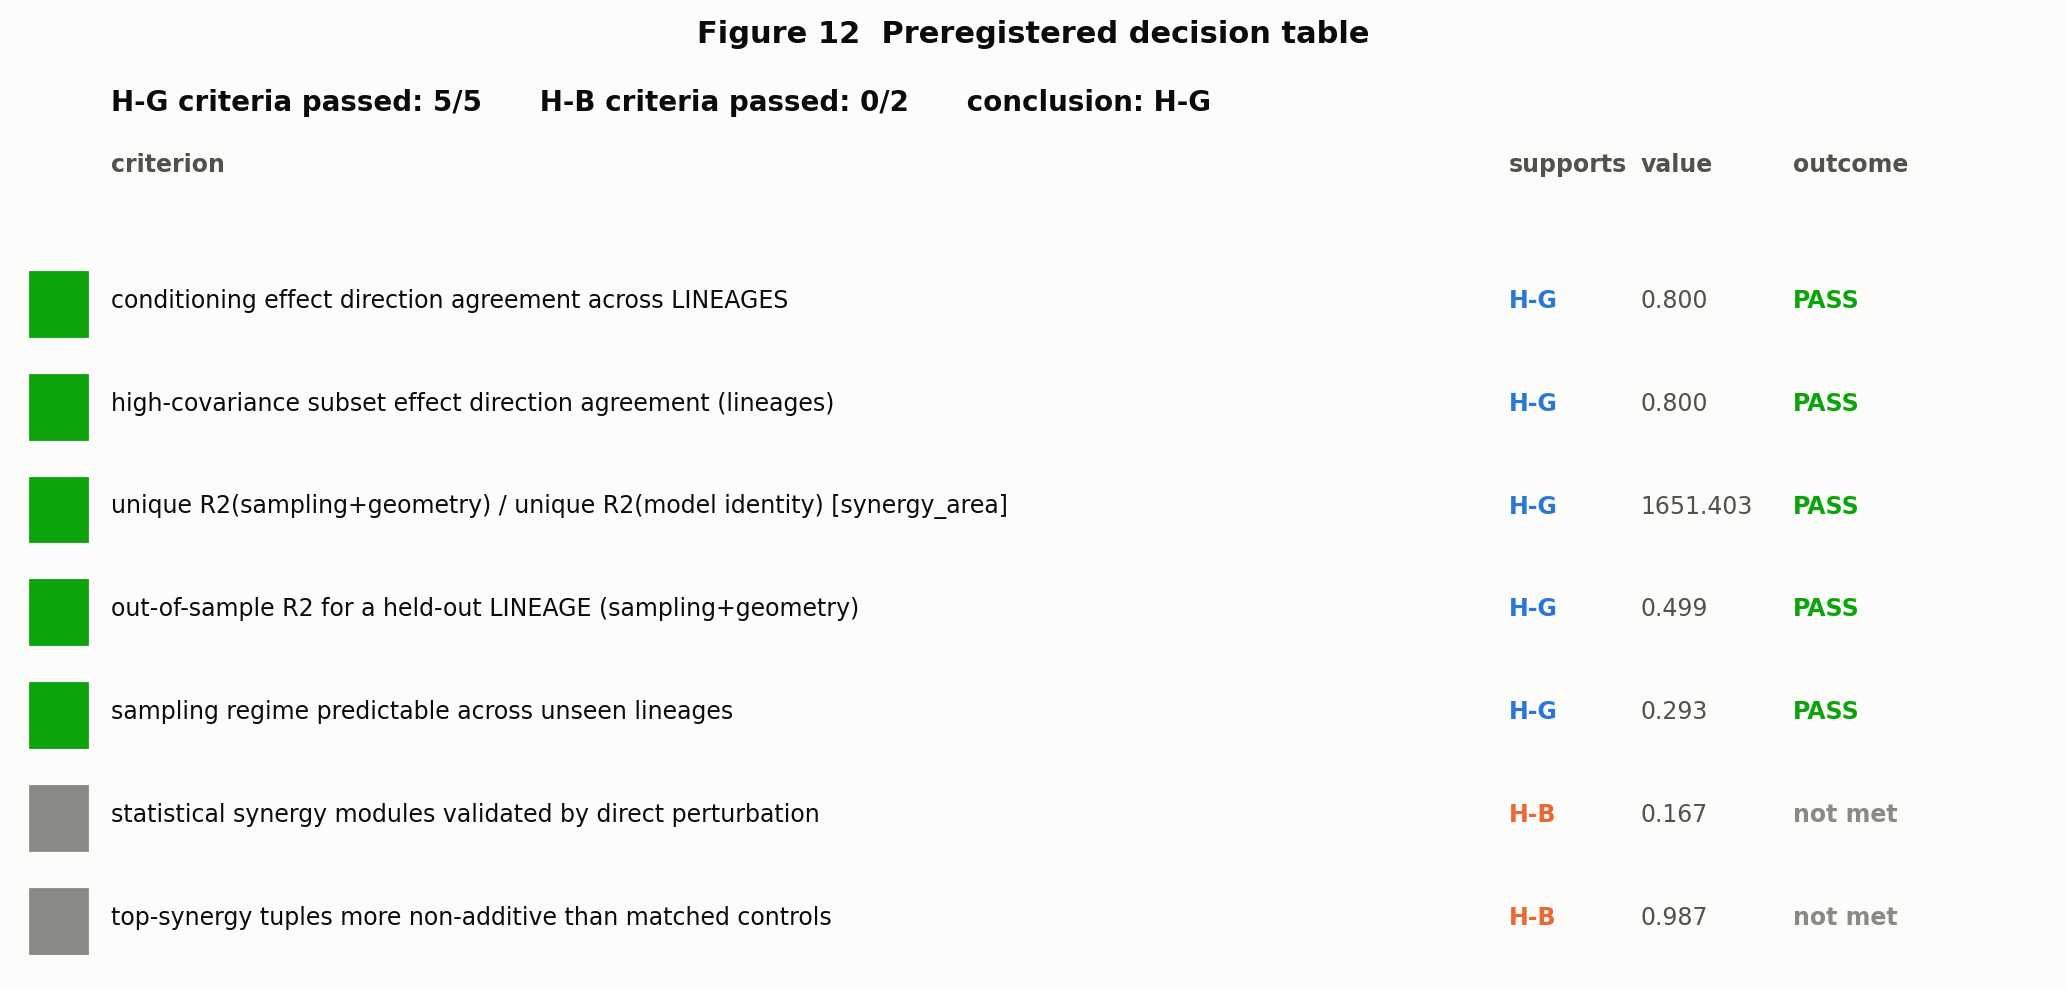 Figure 12  Preregistered decision table
H-G criteria passed: 5/5      H-B criteria passed: 0/2      conclusion: H-G
criterion supports value outcome
conditioning effect direction agreement across LINEAGES H-G 0.800 PASS
high-covariance subset effect direction agreement (lineages) H-G 0.800 PASS
unique R2(sampling+geometry) / unique R2(model identity) [synergy_area] H-G 1651.403 PASS
out-of-sample R2 for a held-out LINEAGE (sampling+geometry) H-G 0.499 PASS
sampling regime predictable across unseen lineages H-G 0.293 PASS
statistical synergy modules validated by direct perturbation H-B 0.167 not met
top-synergy tuples more non-additive than matched controls H-B 0.987 not met